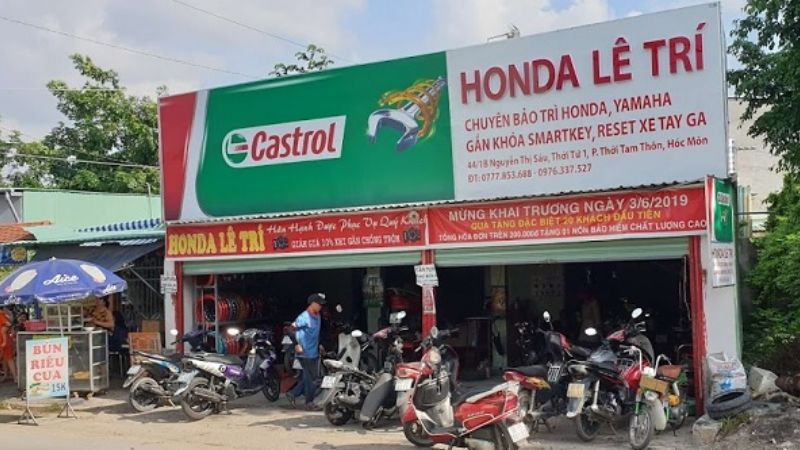 Castrol
HONDA LÊ TRÍ
CHUYÊN BẢO TRÌ HONDA, YAMAHA
GẮN KHÓA SMARTKEY, RESET XE TAY GA
44/1B Nguyễn Thị Sáu, Thới Tứ 1, P. Thới Tam Thôn, Hóc Môn
ĐT: 0777.853.688 - 0976.337.527
HONDA LÊ TRÍ
Hân Hạnh Được Phục Vụ Quý Khách
GIẢM GIÁ 10% KHI GẮN CHỐNG TRỘM
MỪNG KHAI TRƯƠNG NGÀY 3/6/2019
QUÀ TẶNG ĐẶC BIỆT 20 KHÁCH ĐẦU TIÊN
TỔNG HÓA ĐƠN TRÊN 200.000Đ TẶNG 01 NÓN BẢO HIỂM CHẤT LƯỢNG CAO
Castrol
Aice
BÚN
RIÊU
CUA
15K